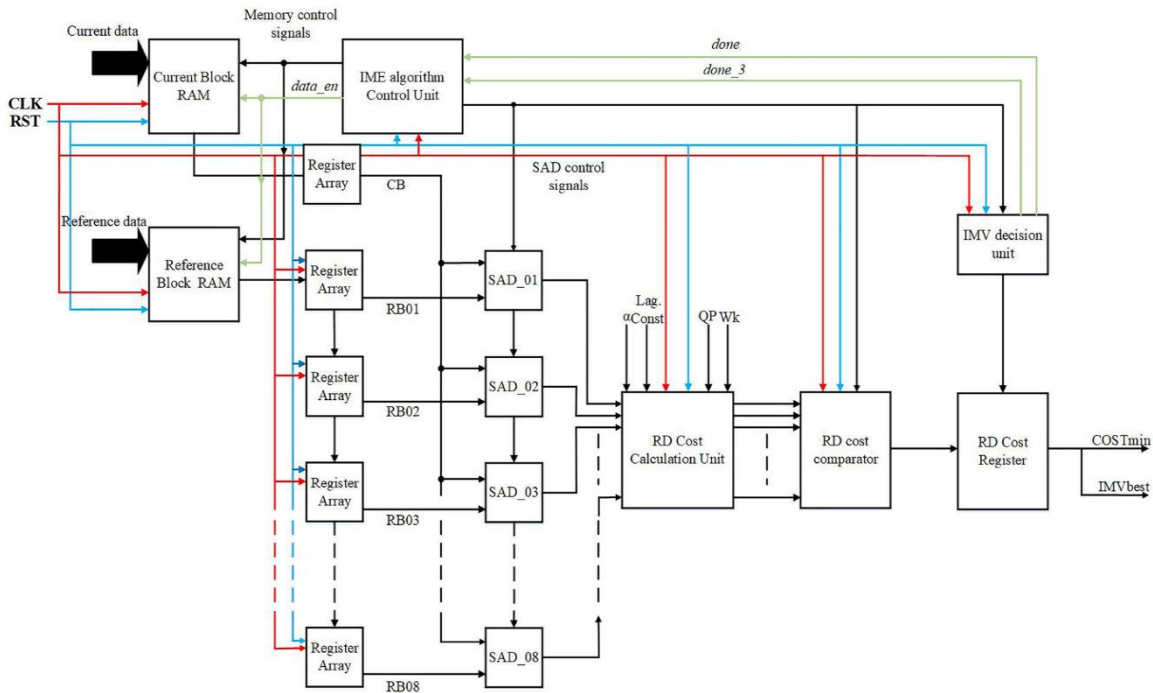 Current data
Memory control
signals
Current Block
RAM
IME algorithm
Control Unit
done
done_3
data_en
CLK
RST
Register
Array
CB
SAD control
signals
Reference data
Reference
Block RAM
IMV decision
unit
Register
Array
RB01
SAD_01
Lag.
αConst
QP Wk
Register
Array
RB02
SAD_02
RD Cost
Calculation Unit
RD cost
comparator
RD Cost
Register
COSTmin
IMVbest
Register
Array
RB03
SAD_03
Register
Array
RB08
SAD_08